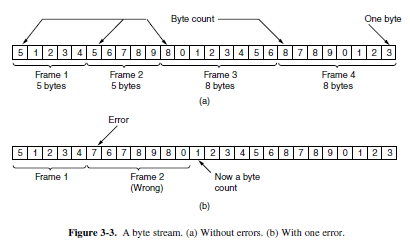 Byte count One byte
5 1 2 3 4 5 6 7 8 9 8 0 1 2 3 4 5 6 8 7 8 9 0 1 2 3
Frame 1 Frame 2 Frame 3 Frame 4
5 bytes 5 bytes 8 bytes 8 bytes
(a)
Error
5 1 2 3 4 7 6 7 8 9 8 0 1 2 3 4 5 6 8 7 8 9 0 1 2 3
Frame 1 Frame 2 Now a byte
(Wrong) count
(b)
Figure 3-3. A byte stream. (a) Without errors. (b) With one error.